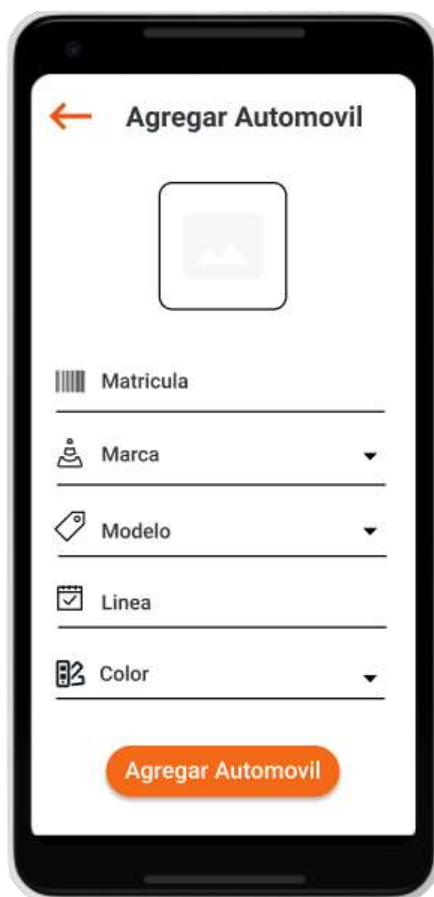 Agregar Automovil
Matricula
Marca
Modelo
Linea
Color
Agregar Automovil